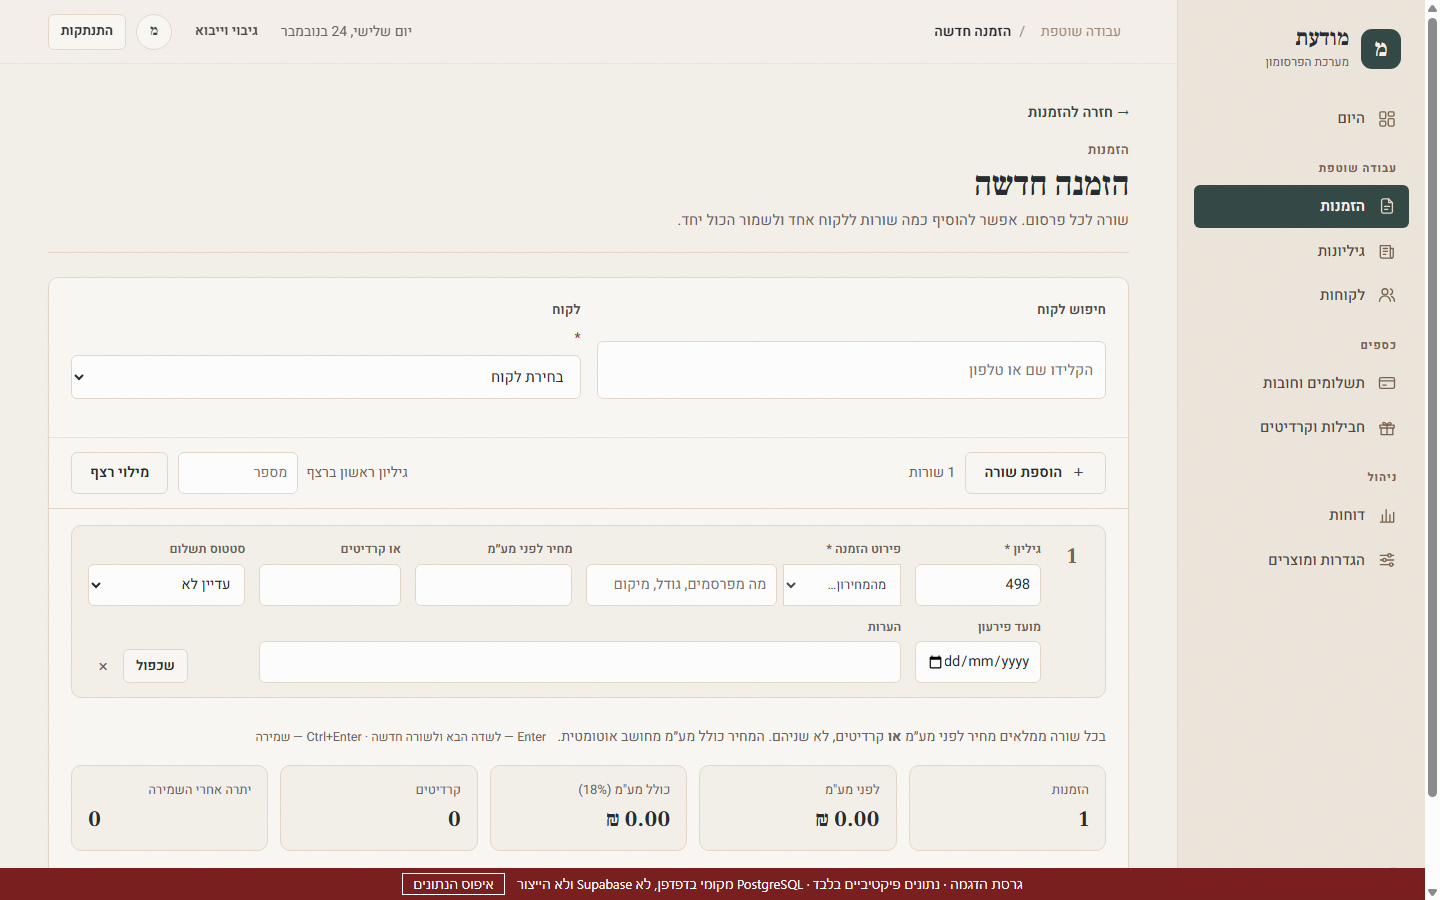 מ
מודעת
מערכת הפרסומון
היום
עבודה שוטפת
הזמנות
גיליונות
לקוחות
כספים
תשלומים וחובות
חבילות וקרדיטים
ניהול
דוחות
הגדרות ומוצרים
עבודה שוטפת / הזמנה חדשה
יום שלישי, 24 בנובמבר
גיבוי וייבוא
מ
התנתקות
→ חזרה להזמנות
הזמנות
הזמנה חדשה
שורה לכל פרסום. אפשר להוסיף כמה שורות ללקוח אחד ולשמור הכול יחד.
חיפוש לקוח
הקלידו שם או טלפון
לקוח
*
בחירת לקוח
+ הוספת שורה
1 שורות
גיליון ראשון ברצף
מספר
מילוי רצף
1
גיליון * פירוט הזמנה * מחיר לפני מע״מ או קרדיטים סטטוס תשלום
498 מהמחירון... מה מפרסמים, גודל, מיקום עדיין לא
מועד פירעון הערות
dd/mm/yyyy
שכפול ×
בכל שורה ממלאים מחיר לפני מע״מ או קרדיטים, לא שניהם. המחיר כולל מע״מ מחושב אוטומטית. Enter — לשדה הבא ולשורה חדשה · Ctrl+Enter — שמירה
הזמנות
1
לפני מע"מ
0.00 ₪
כולל מע"מ (18%)
0.00 ₪
קרדיטים
0
יתרה אחרי השמירה
0
גרסת הדגמה · נתונים פיקטיביים בלבד · PostgreSQL מקומי בדפדפן, לא Supabase ולא הייצור
איפוס הנתונים